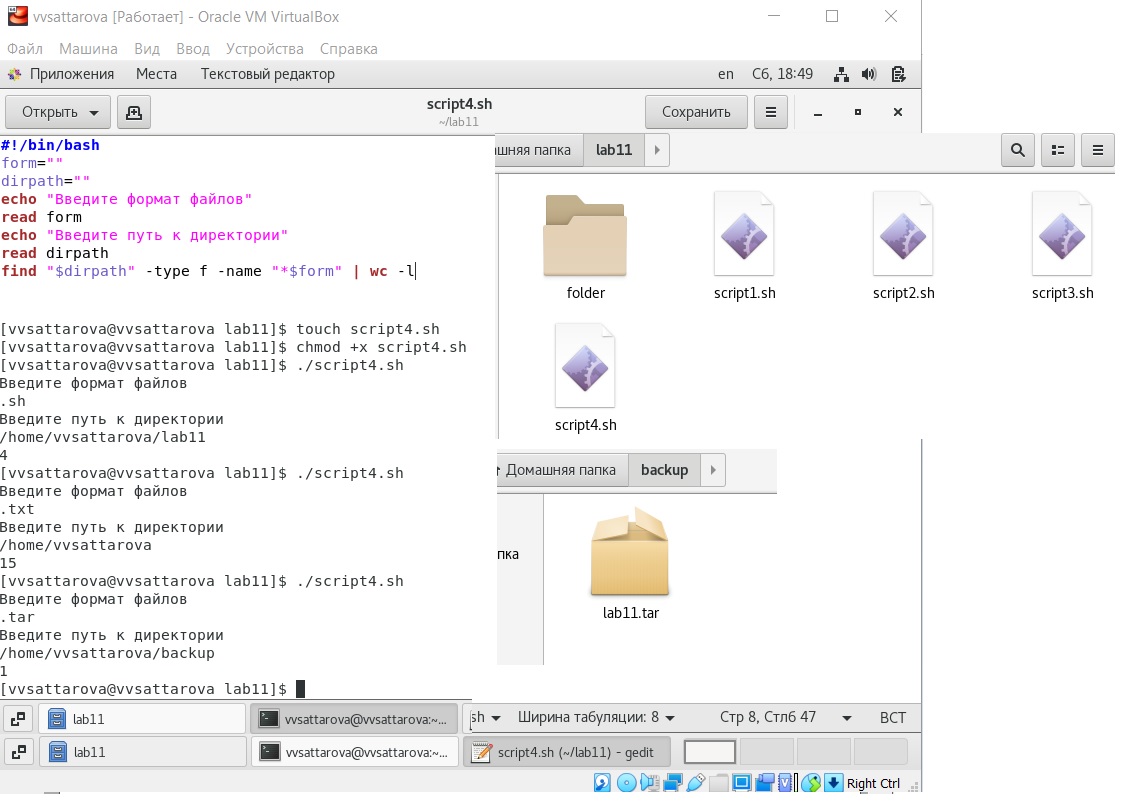 vvsattarova [Работает] - Oracle VM VirtualBox
Файл Машина Вид Ввод Устройства Справка
Приложения Места Текстовый редактор en Сб, 18:49
Открыть script4.sh Сохранить
~/lab11
#!/bin/bash
form=""
dirpath=""
echo "Введите формат файлов"
read form
echo "Введите путь к директории"
read dirpath
find "$dirpath" -type f -name "*$form" | wc -l
шняя папка lab11
folder script1.sh script2.sh script3.sh
script4.sh
[vvsattarova@vvsattarova lab11]$ touch script4.sh
[vvsattarova@vvsattarova lab11]$ chmod +x script4.sh
[vvsattarova@vvsattarova lab11]$ ./script4.sh
Введите формат файлов
.sh
Введите путь к директории
/home/vvsattarova/lab11
4
[vvsattarova@vvsattarova lab11]$ ./script4.sh
Введите формат файлов
.txt
Введите путь к директории
/home/vvsattarova
15
[vvsattarova@vvsattarova lab11]$ ./script4.sh
Введите формат файлов
.tar
Введите путь к директории
/home/vvsattarova/backup
1
[vvsattarova@vvsattarova lab11]$
Домашняя папка backup
пка
lab11.tar
lab11 vvsattarova@vvsattarova:~... sh Ширина табуляции: 8 Стр 8, Стлб 47 ВСТ
lab11 vvsattarova@vvsattarova:~... script4.sh (~/lab11) - gedit
Right Ctrl